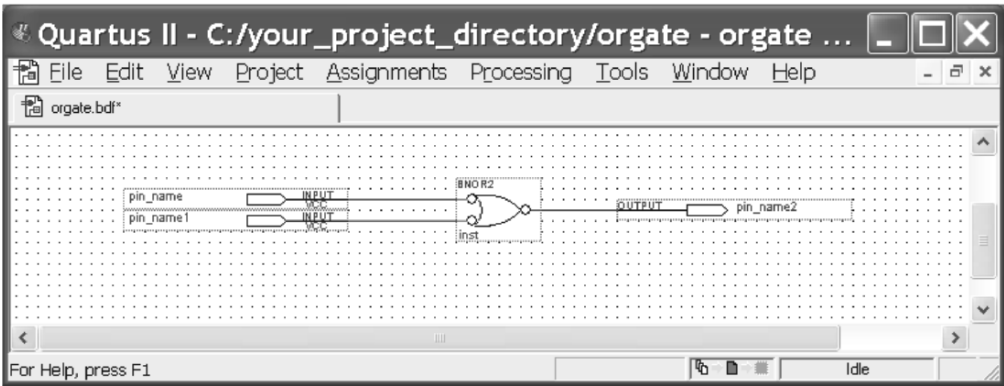 Quartus II - C:/your_project_directory/orgate - orgate ...
File Edit View Project Assignments Processing Tools Window Help
orgate.bdf*
BNOR2
pin_name INPUT
VCC
OUTPUT pin_name2
pin_name1 INPUT
VCC
inst
For Help, press F1 Idle